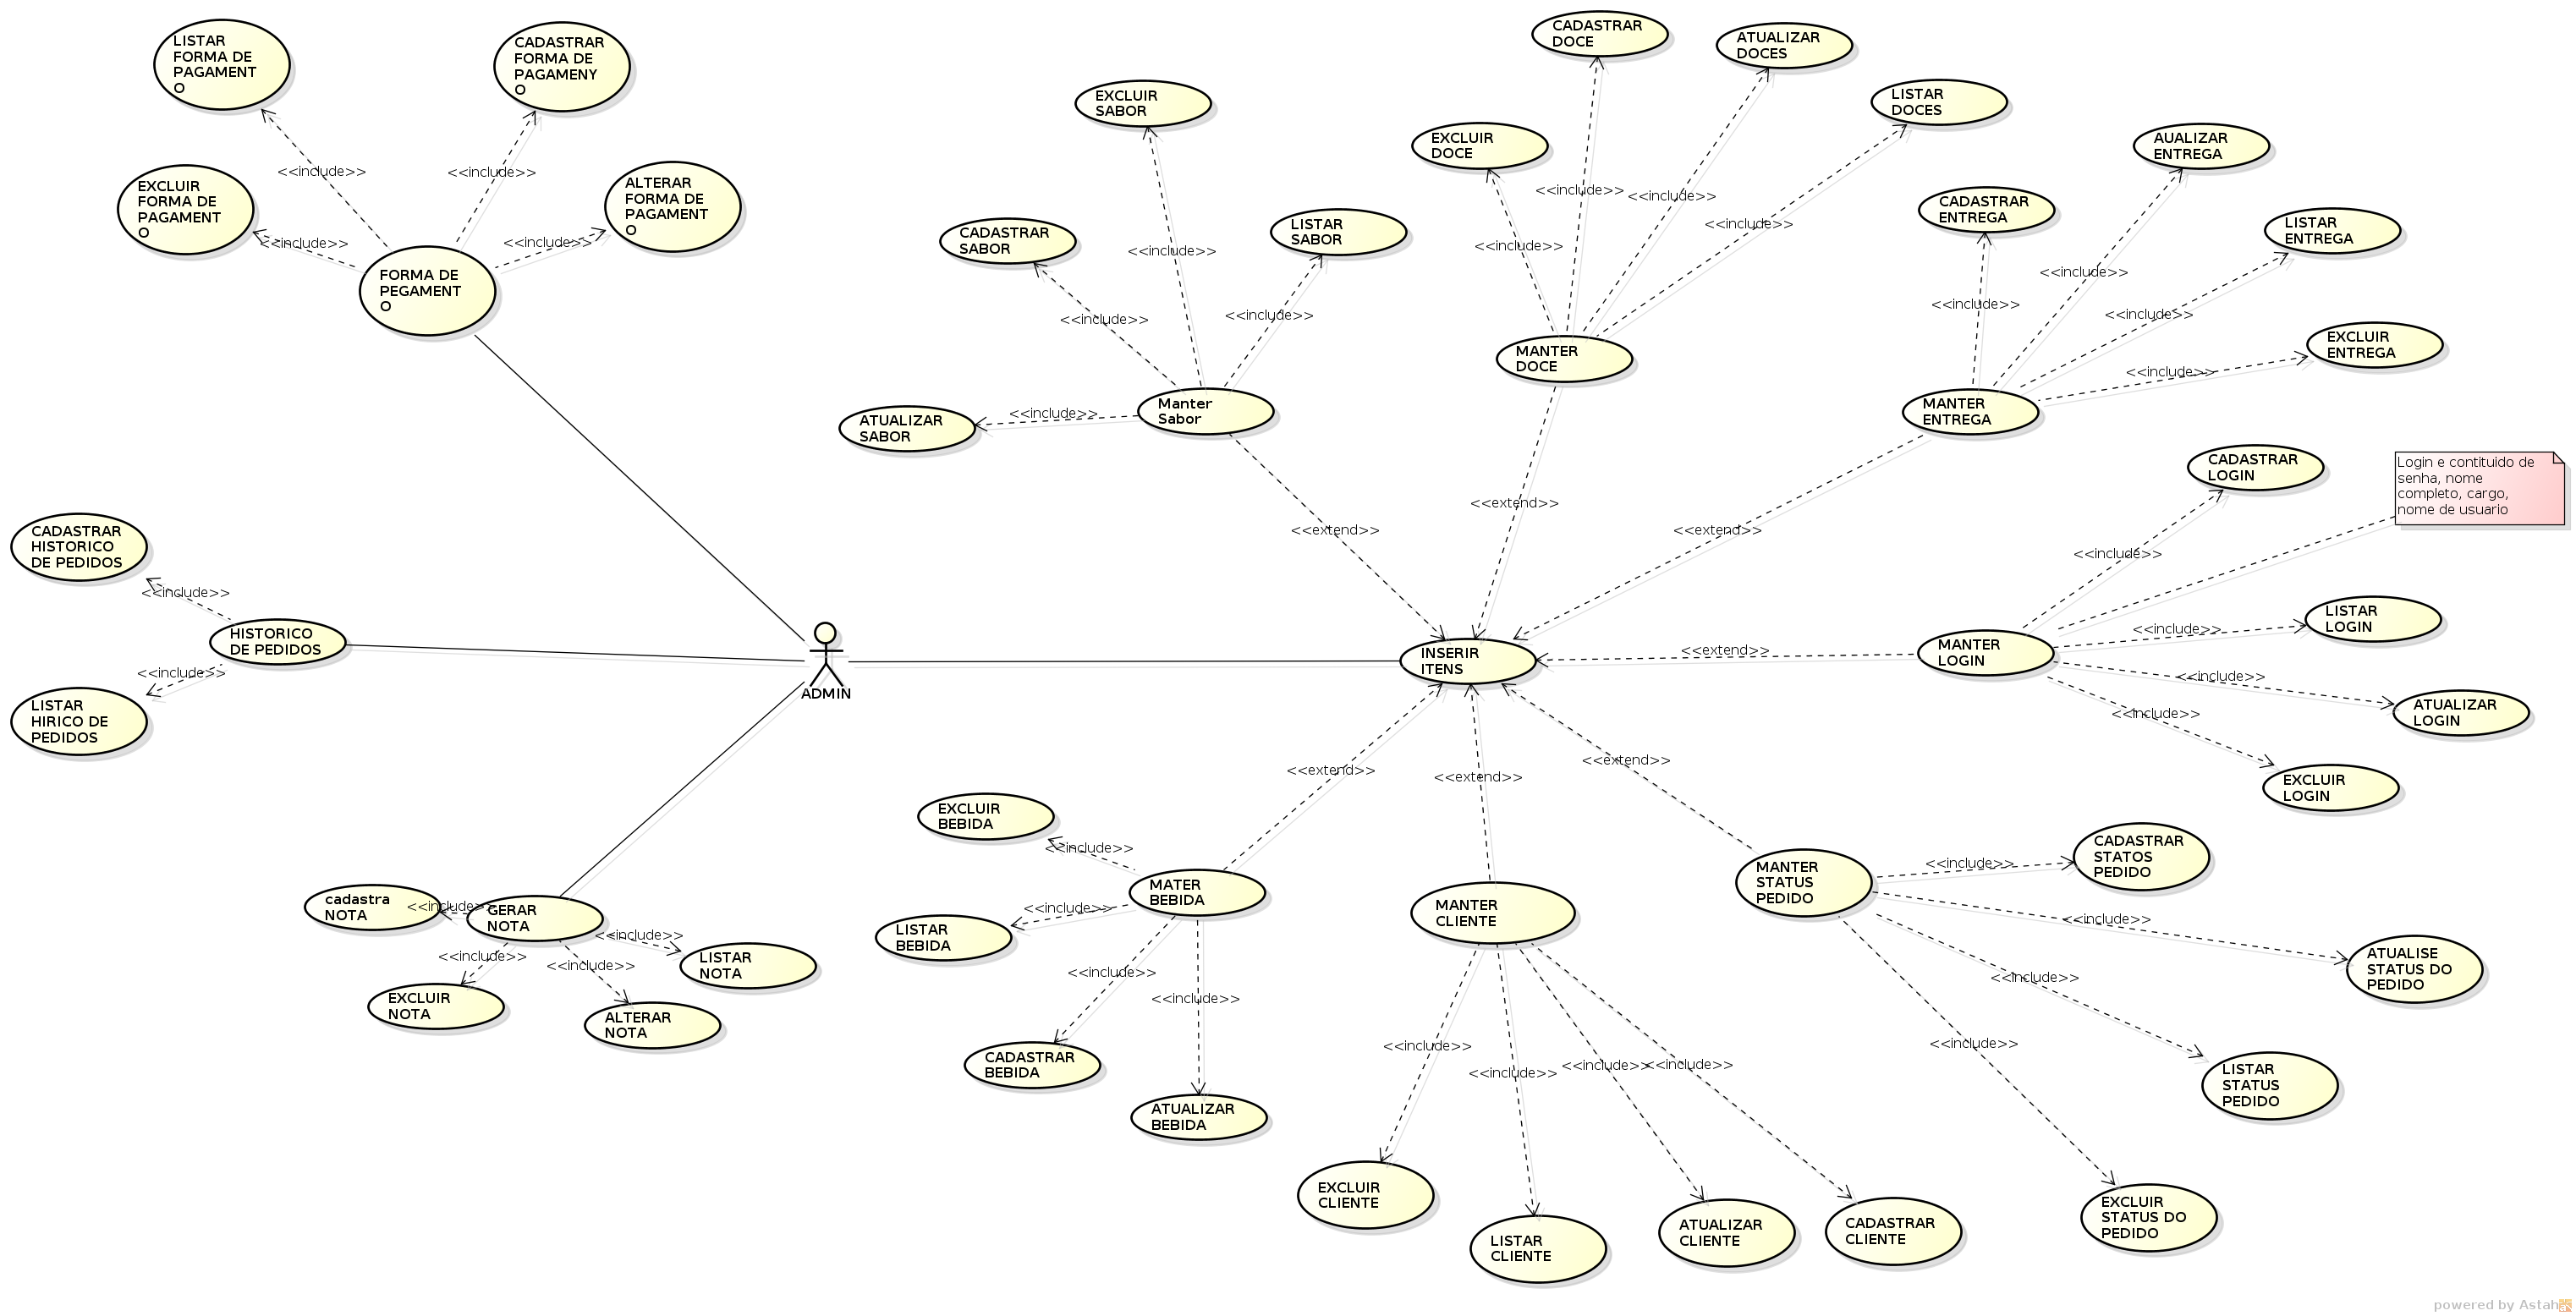 LISTAR
FORMA DE
PAGAMENT
O
CADASTRAR
FORMA DE
PAGAMENY
O
<<include>>
<<include>>
EXCLUIR
FORMA DE
PAGAMENT
O
ALTERAR
FORMA DE
PAGAMENT
O
<<include>>
<<include>>
FORMA DE
PEGAMENT
O
EXCLUIR
SABOR
CADASTRAR
SABOR
LISTAR
SABOR
<<include>>
<<include>>
<<include>>
ATUALIZAR
SABOR
<<include>>
Manter
Sabor
<<extend>>
CADASTRAR
DOCE
ATUALIZAR
DOCES
LISTAR
DOCES
EXCLUIR
DOCE
<<include>>
<<include>>
<<include>>
<<include>>
MANTER
DOCE
<<extend>>
AUALIZAR
ENTREGA
CADASTRAR
ENTREGA
LISTAR
ENTREGA
<<include>>
<<include>>
<<include>>
EXCLUIR
ENTREGA
<<include>>
MANTER
ENTREGA
<<extend>>
CADASTRAR
LOGIN
Login e contituido de
senha, nome
completo, cargo,
nome de usuario
<<include>>
LISTAR
LOGIN
<<include>>
MANTER
LOGIN
<<extend>>
<<include>>
ATUALIZAR
LOGIN
<<include>>
EXCLUIR
LOGIN
CADASTRAR
HISTORICO
DE PEDIDOS
<<include>>
HISTORICO
DE PEDIDOS
<<include>>
LISTAR
HIRICO DE
PEDIDOS
ADMIN
INSERIR
ITENS
<<extend>>
<<extend>>
<<extend>>
cadastra
NOTA
<<include>>
GERAR
NOTA
<<include>>
<<include>>
<<include>>
LISTAR
NOTA
EXCLUIR
NOTA
ALTERAR
NOTA
EXCLUIR
BEBIDA
<<include>>
MATER
BEBIDA
<<include>>
LISTAR
BEBIDA
<<include>>
<<include>>
CADASTRAR
BEBIDA
ATUALIZAR
BEBIDA
MANTER
CLIENTE
<<include>>
<<include>>
<<include>>
<<include>>
EXCLUIR
CLIENTE
LISTAR
CLIENTE
ATUALIZAR
CLIENTE
CADASTRAR
CLIENTE
MANTER
STATUS
PEDIDO
<<include>>
CADASTRAR
STATOS
PEDIDO
<<include>>
ATUALISE
STATUS DO
PEDIDO
<<include>>
<<include>>
LISTAR
STATUS
PEDIDO
EXCLUIR
STATUS DO
PEDIDO
powered by Astah